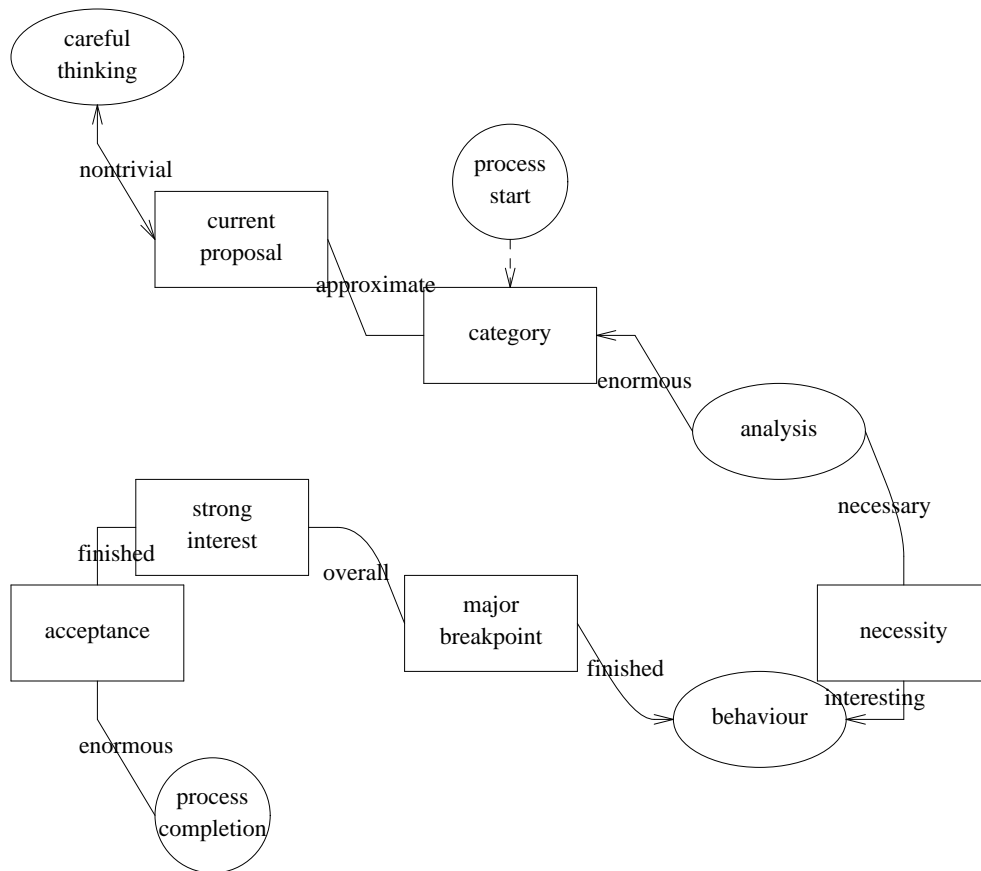 careful
thinking
nontrivial
process
start
current
proposal
approximate
category
enormous
analysis
necessary
strong
interest
finished
overall
major
breakpoint
acceptance
necessity
finished
interesting
behaviour
enormous
process
completion